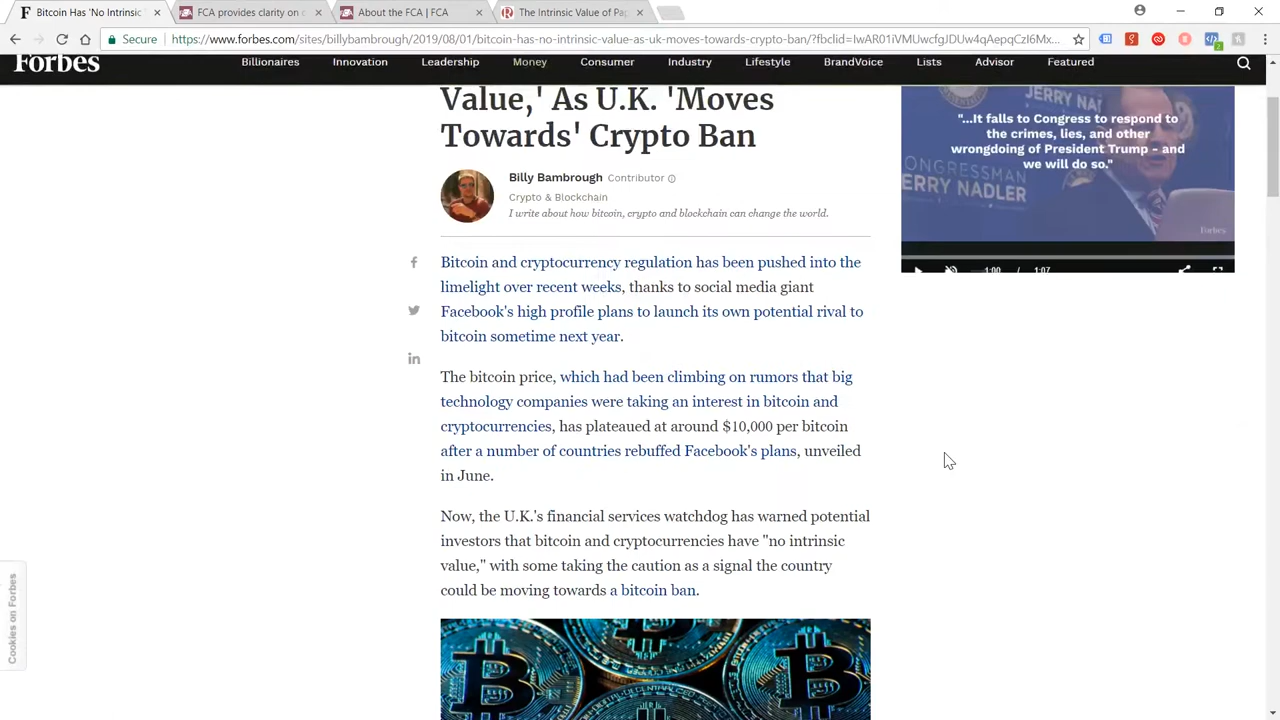 Bitcoin Has 'No Intrinsic
FCA provides clarity on c
About the FCA | FCA
The Intrinsic Value of Pap
Secure
https://www.forbes.com/sites/billybambrough/2019/08/01/bitcoin-has-no-intrinsic-value-as-uk-moves-towards-crypto-ban/?fbclid=IwAR01iVMUwcfgJDUw4qAepqCzI6Mx...
Forbes
Billionaires
Innovation
Leadership
Money
Consumer
Industry
Lifestyle
BrandVoice
Lists
Advisor
Featured
Value,' As U.K. 'Moves
Towards' Crypto Ban
Billy Bambrough Contributor
Crypto & Blockchain
I write about how bitcoin, crypto and blockchain can change the world.
Bitcoin and cryptocurrency regulation has been pushed into the
limelight over recent weeks, thanks to social media giant
Facebook's high profile plans to launch its own potential rival to
bitcoin sometime next year.
The bitcoin price, which had been climbing on rumors that big
technology companies were taking an interest in bitcoin and
cryptocurrencies, has plateaued at around $10,000 per bitcoin
after a number of countries rebuffed Facebook's plans, unveiled
in June.
Now, the U.K.'s financial services watchdog has warned potential
investors that bitcoin and cryptocurrencies have "no intrinsic
value," with some taking the caution as a signal the country
could be moving towards a bitcoin ban.
JERRY NA
"...It falls to Congress to respond to
the crimes, lies, and other
wrongdoing of President Trump - and
we will do so."
CONGRESSMAN
ERRY NADLER
Forbes
1:00 / 1:07
Cookies on Forbes